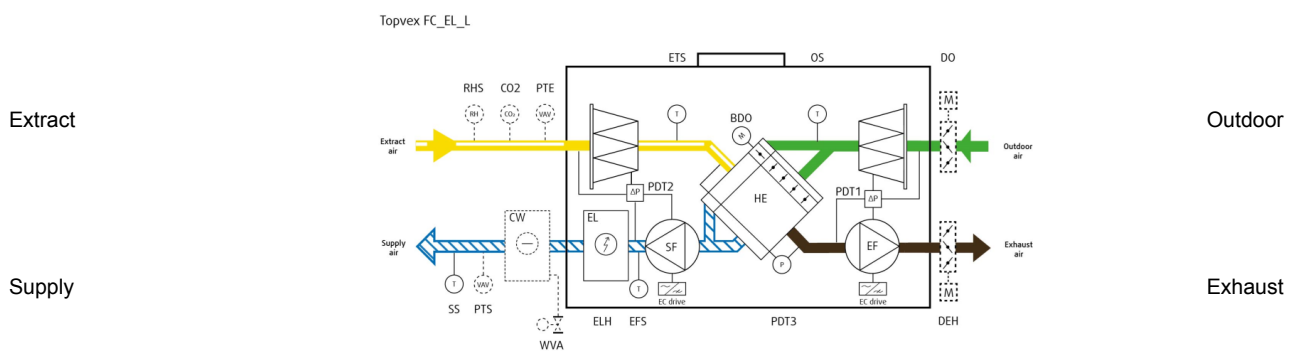 Topvex FC_EL_L
ETS OS DO
RHS CO2 PTE
M
RH CO₂ VAV T BDO T
M
Extract
Outdoor
Extract air
Outdoor air
PDT2 PDT1
ΔP ΔP
HE
CW EL
SF EF
Supply air
Exhaust air
P
T VAV T
EC drive EC drive
M
Supply
Exhaust
SS PTS
ELH EFS PDT3 DEH
WVA